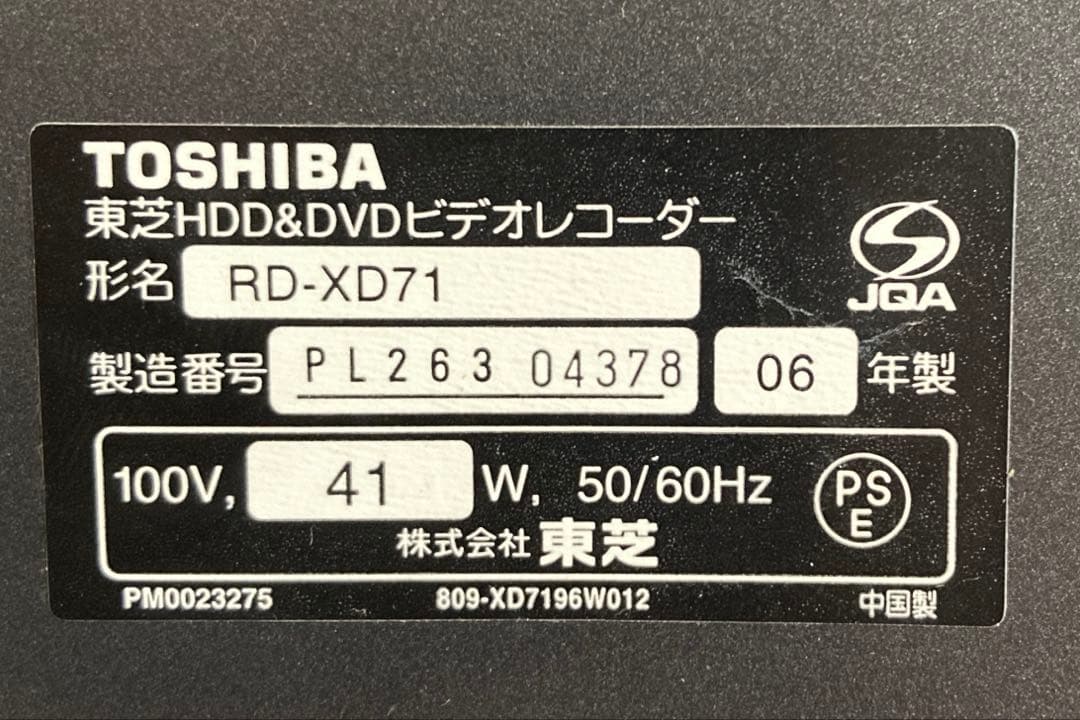 TOSHIBA
東芝HDD&DVDビデオレコーダー
JQA
形名 RD-XD71
製造番号 PL263 04378 06 年製
100V, 41 W, 50/60Hz
PS
E
株式会社 東芝
PM0023275 809-XD7196W012 中国製